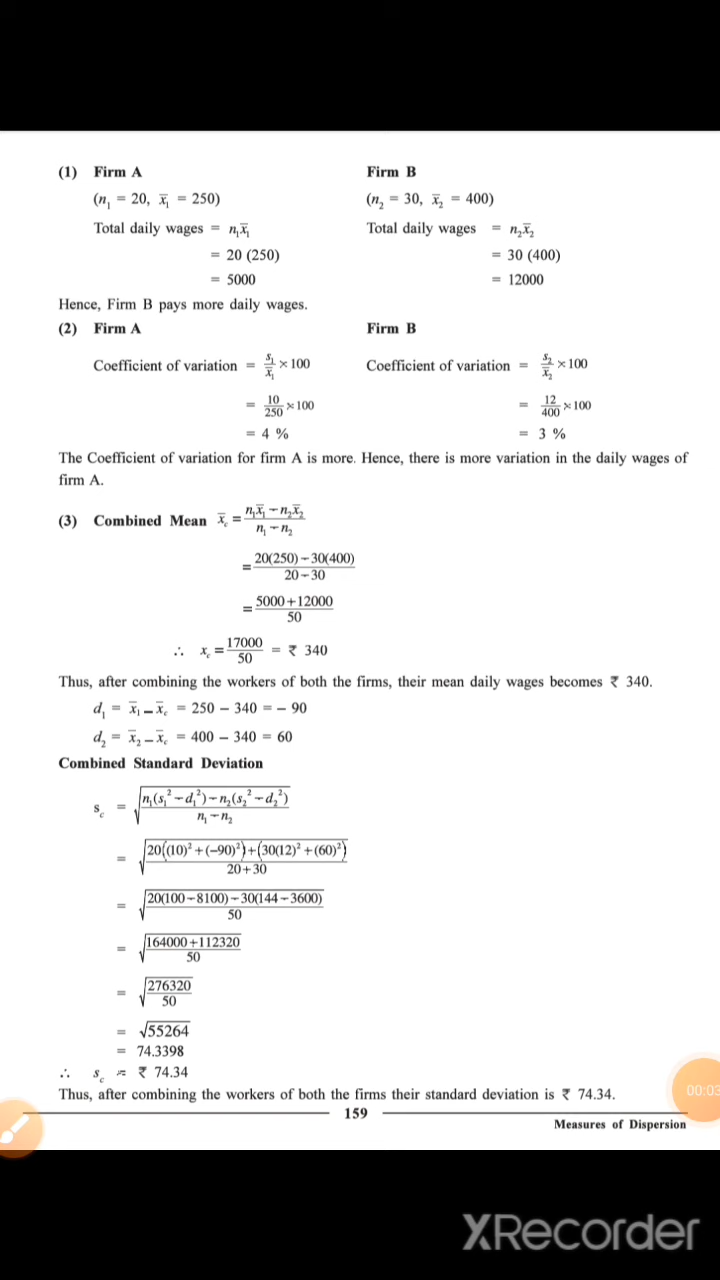 (1) Firm A Firm B
(n₁ = 20, x̅₁ = 250) (n₂ = 30, x̅₂ = 400)
Total daily wages = n₁x̅₁ Total daily wages = n₂x̅₂
= 20 (250) = 30 (400)
= 5000 = 12000
Hence, Firm B pays more daily wages.
(2) Firm A Firm B
Coefficient of variation = s₁/x̅₁ × 100 Coefficient of variation = s₂/x̅₂ × 100
= 10/250 × 100 = 12/400 × 100
= 4 % = 3 %
The Coefficient of variation for firm A is more. Hence, there is more variation in the daily wages of
firm A.
(3) Combined Mean x̅c = (n₁x̅₁ − n₂x̅₂)/(n₁ − n₂)
= (20(250) − 30(400))/(20 − 30)
= (5000+12000)/50
∴ xc = 17000/50 = ₹ 340
Thus, after combining the workers of both the firms, their mean daily wages becomes ₹ 340.
d₁ = x̅₁ − x̅c = 250 − 340 = − 90
d₂ = x̅₂ − x̅c = 400 − 340 = 60
Combined Standard Deviation
sc = √((n₁(s₁² − d₁²) − n₂(s₂² − d₂²))/(n₁ − n₂))
= √((20((10)² + (−90)²) + (30(12)² + (60)²))/(20+30))
= √((20(100 − 8100) − 30(144 − 3600))/50)
= √((164000+112320)/50)
= √(276320/50)
= √55264
= 74.3398
∴ sc ≈ ₹ 74.34
Thus, after combining the workers of both the firms their standard deviation is ₹ 74.34.
00:03
159
Measures of Dispersion
XRecorder